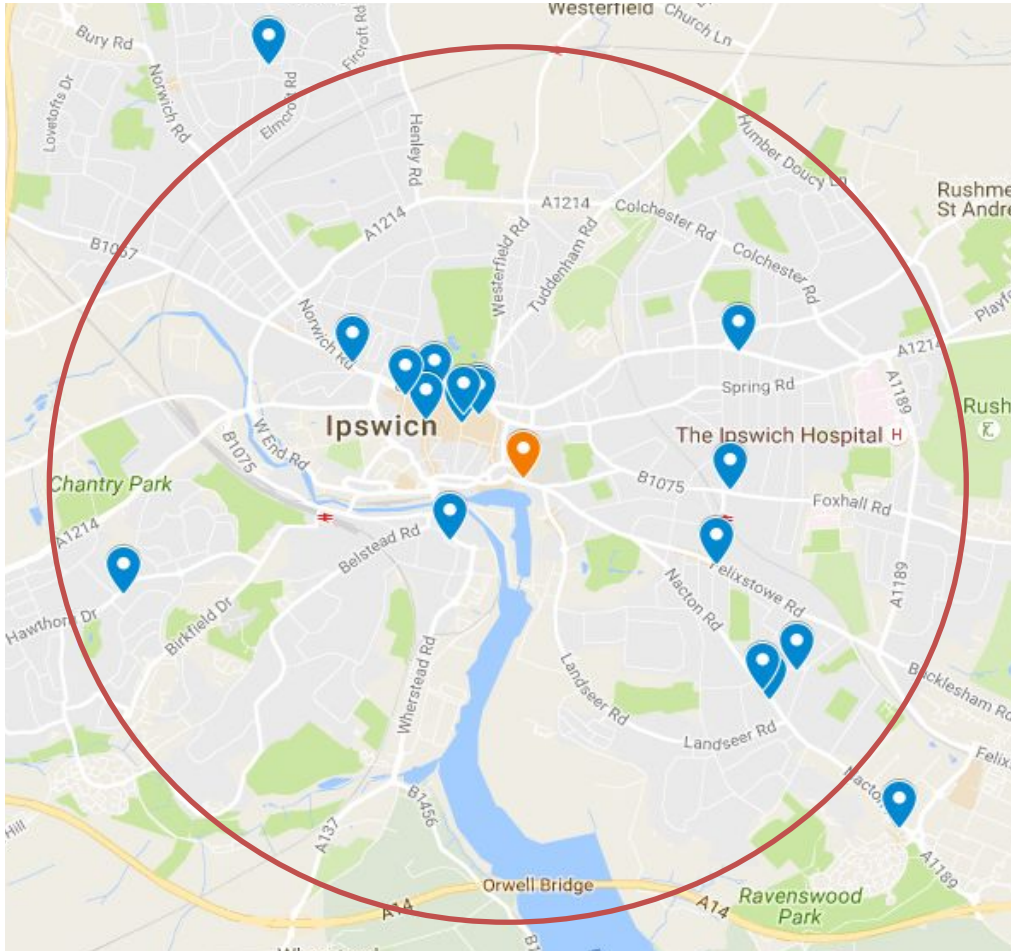 Westerfield
Church Ln
Bury Rd
Fircroft Rd
Norwich Rd
Lovetofts Dr
Elmcroft Rd
Henley Rd
Humber Doucy Ln
Rushme
St Andre
A1214
Colchester Rd
A1214
Westerfield Rd
Tuddenham Rd
Colchester Rd
B1067
Norwich Rd
Playfo
A1214
Spring Rd
A1189
Rush
Ipswich
The Ipswich Hospital H
W End Rd
B1075
Chantry Park
B1075
Foxhall Rd
A1214
Belstead Rd
A1189
Hawthorn Dr
Birkfield Dr
Nacton Rd
Felixstowe Rd
Wherstead Rd
Landseer Rd
Bucklesham Rd
Landseer Rd
Felix
Nacton
Hill
A137
B1456
A1189
Orwell Bridge
Ravenswood
Park
A14
A14